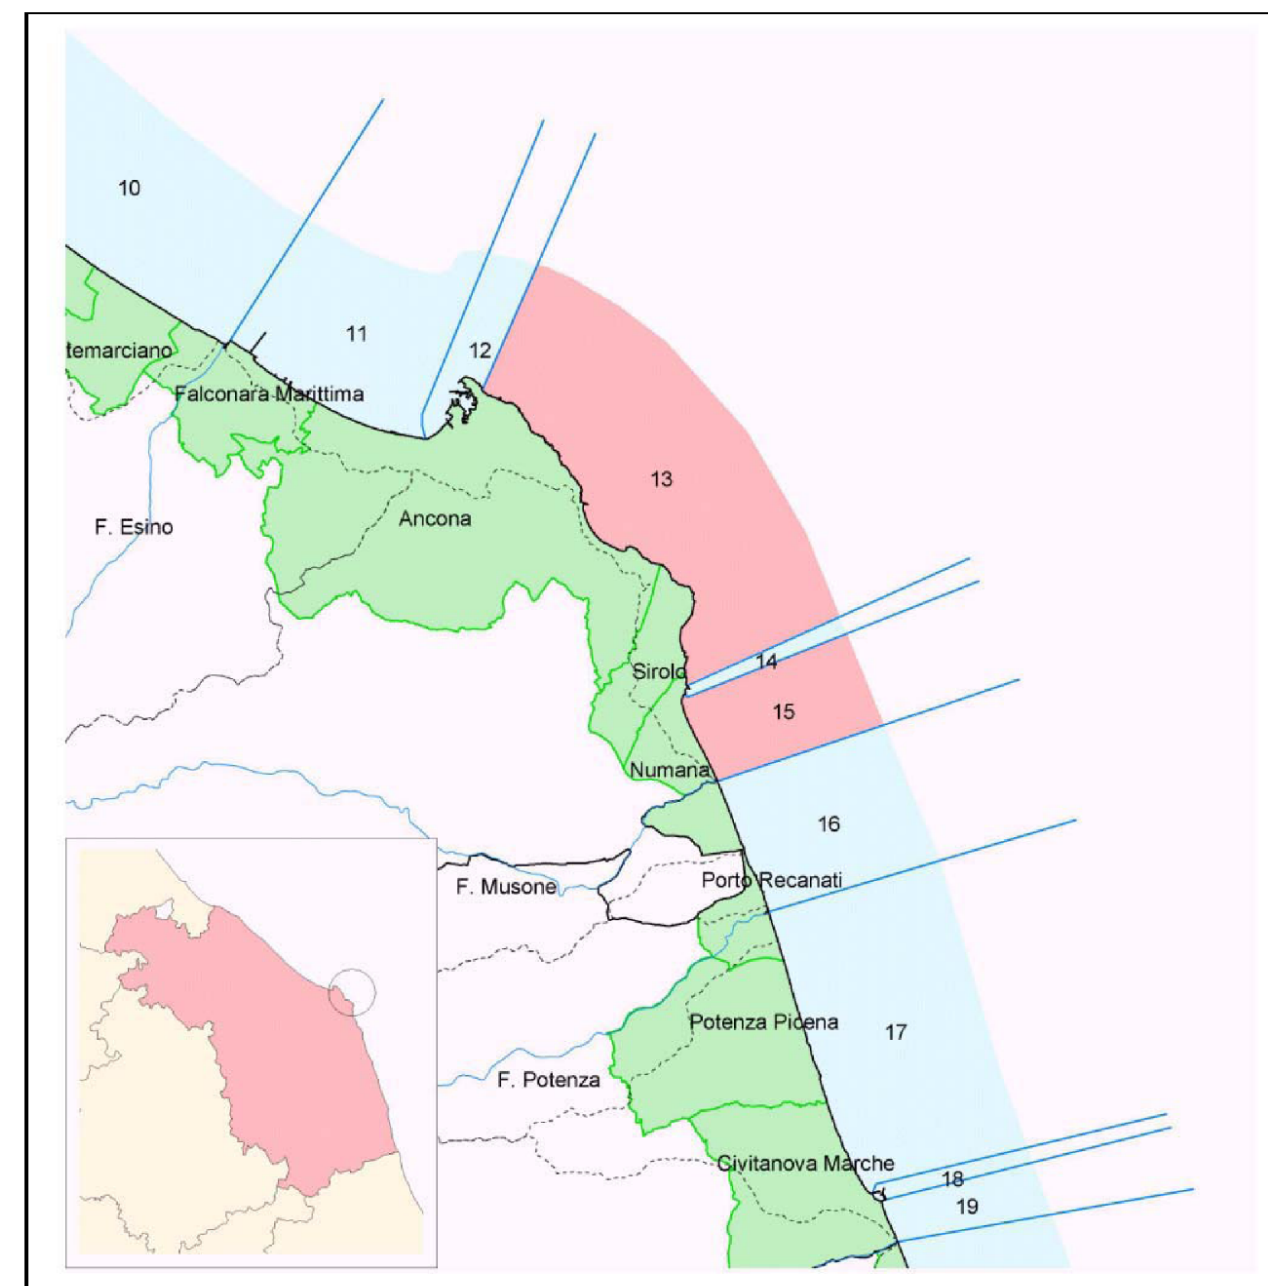 10
11
12
temarciano
Falconara Marittima
13
Ancona
F. Esino
14
Sirolo
15
Numana
16
Porto Recanati
F. Musone
Potenza Picena
17
F. Potenza
Civitanova Marche
18
19